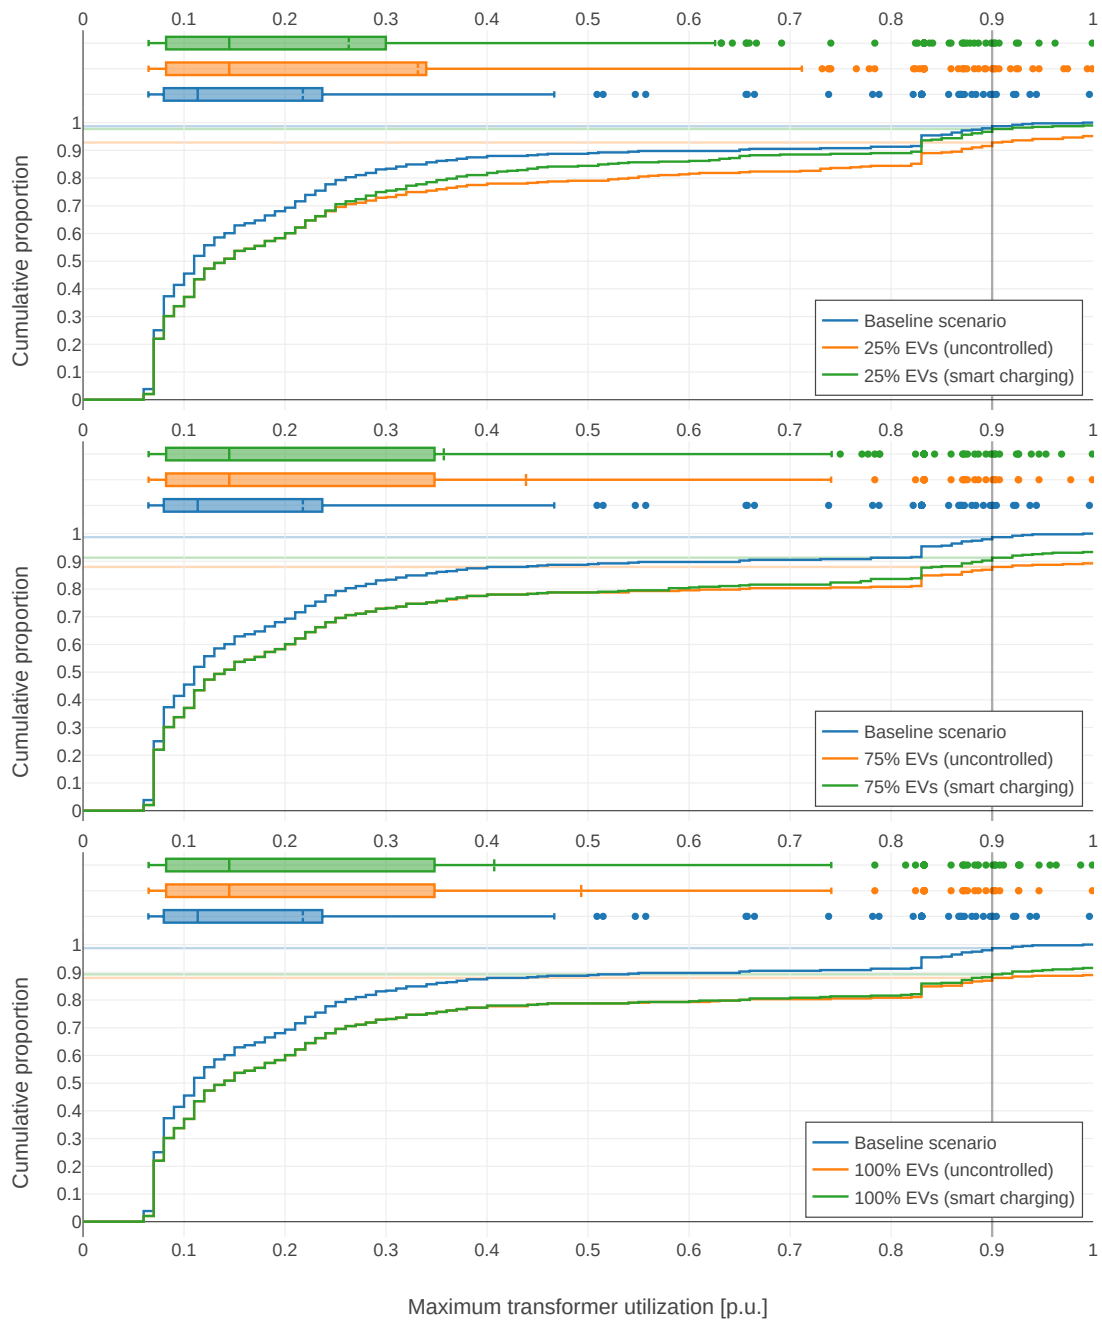 0 0.1 0.2 0.3 0.4 0.5 0.6 0.7 0.8 0.9 1
1
0.9
0.8
0.7
0.6
0.5
0.4
0.3
0.2
0.1
0
Cumulative proportion
Baseline scenario
25% EVs (uncontrolled)
25% EVs (smart charging)
0 0.1 0.2 0.3 0.4 0.5 0.6 0.7 0.8 0.9 1
1
0.9
0.8
0.7
0.6
0.5
0.4
0.3
0.2
0.1
0
Cumulative proportion
Baseline scenario
75% EVs (uncontrolled)
75% EVs (smart charging)
0 0.1 0.2 0.3 0.4 0.5 0.6 0.7 0.8 0.9 1
1
0.9
0.8
0.7
0.6
0.5
0.4
0.3
0.2
0.1
0
Cumulative proportion
Baseline scenario
100% EVs (uncontrolled)
100% EVs (smart charging)
0 0.1 0.2 0.3 0.4 0.5 0.6 0.7 0.8 0.9 1
Maximum transformer utilization [p.u.]